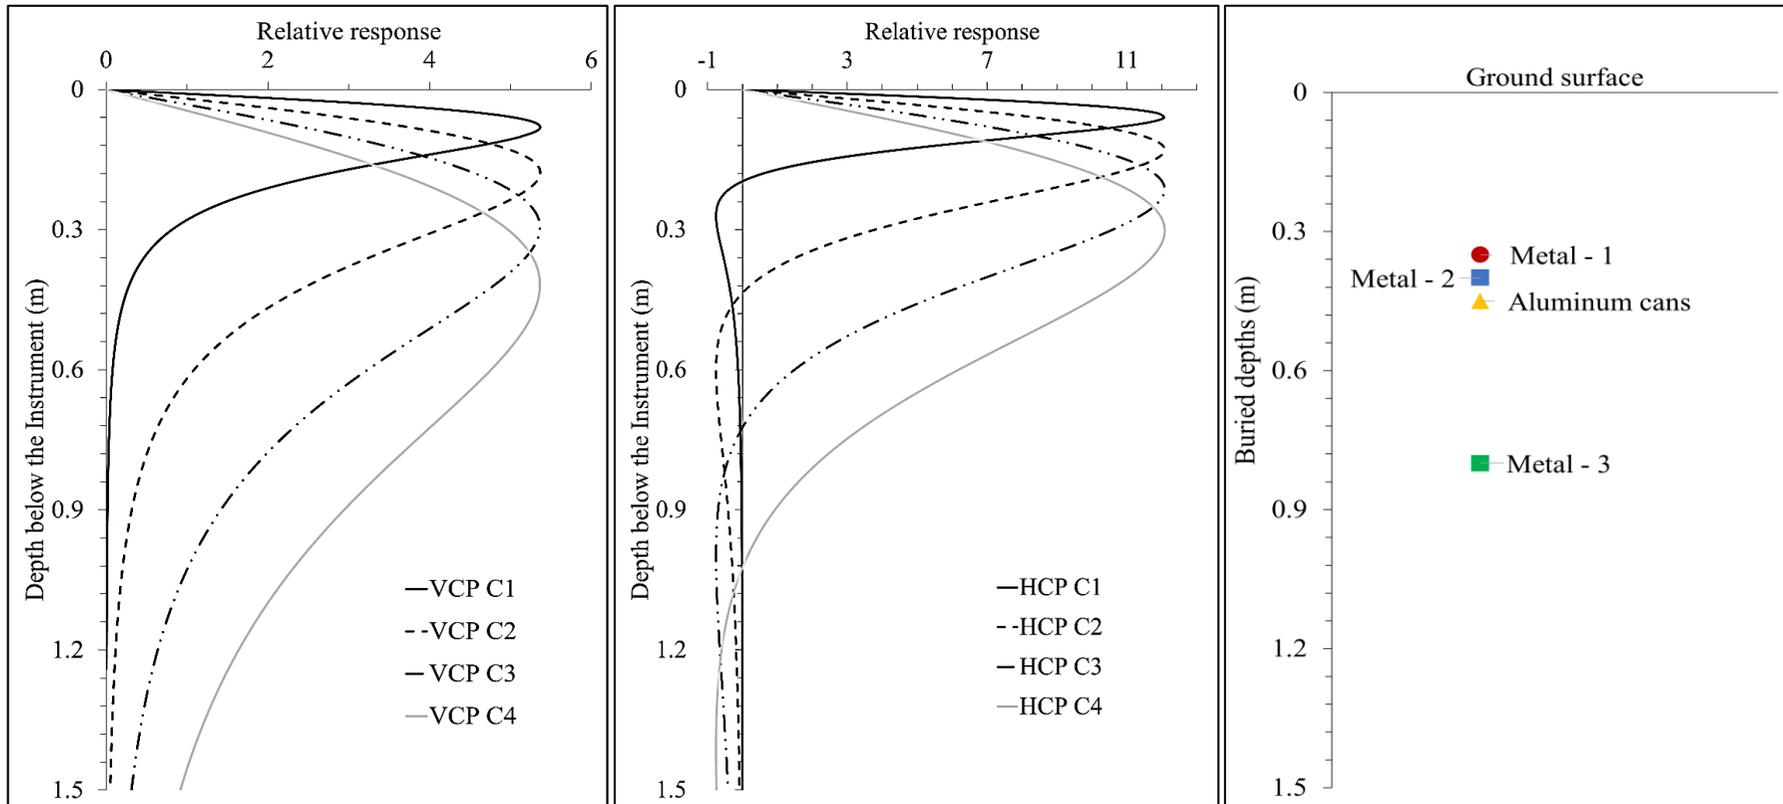 Relative response
0 2 4 6
0
0.3
0.6
0.9
1.2
1.5
Depth below the Instrument (m)
VCP C1
VCP C2
VCP C3
VCP C4
Relative response
-1 3 7 11
0
0.3
0.6
0.9
1.2
1.5
Depth below the Instrument (m)
HCP C1
HCP C2
HCP C3
HCP C4
Ground surface
0
0.3
0.6
0.9
1.2
1.5
Buried depths (m)
Metal - 1
Metal - 2
Aluminum cans
Metal - 3